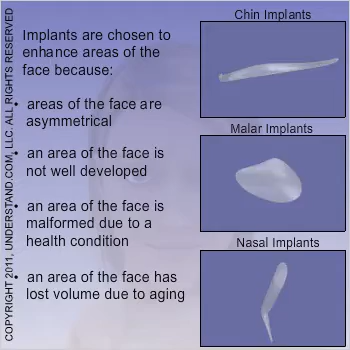 COPYRIGHT 2011, UNDERSTAND.COM, LLC. ALL RIGHTS RESERVED
Implants are chosen to
enhance areas of the
face because:
• areas of the face are
asymmetrical
• an area of the face is
not well developed
• an area of the face is
malformed due to a
health condition
• an area of the face has
lost volume due to aging
Chin Implants
Malar Implants
Nasal Implants